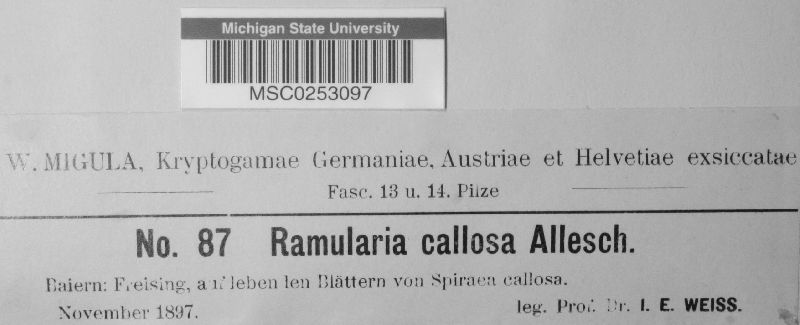 Michigan State University
MSC0253097
W. MIGULA, Kryptogamae Germaniae, Austriae et Helvetiae exsiccatae
Fasc. 13 u. 14. Pilze
No. 87 Ramularia callosa Allesch.
Baiern: Freising, auf lebenden Blättern von Spiraea callosa.
November 1897.
leg. Prof. Dr. I. E. WEISS.